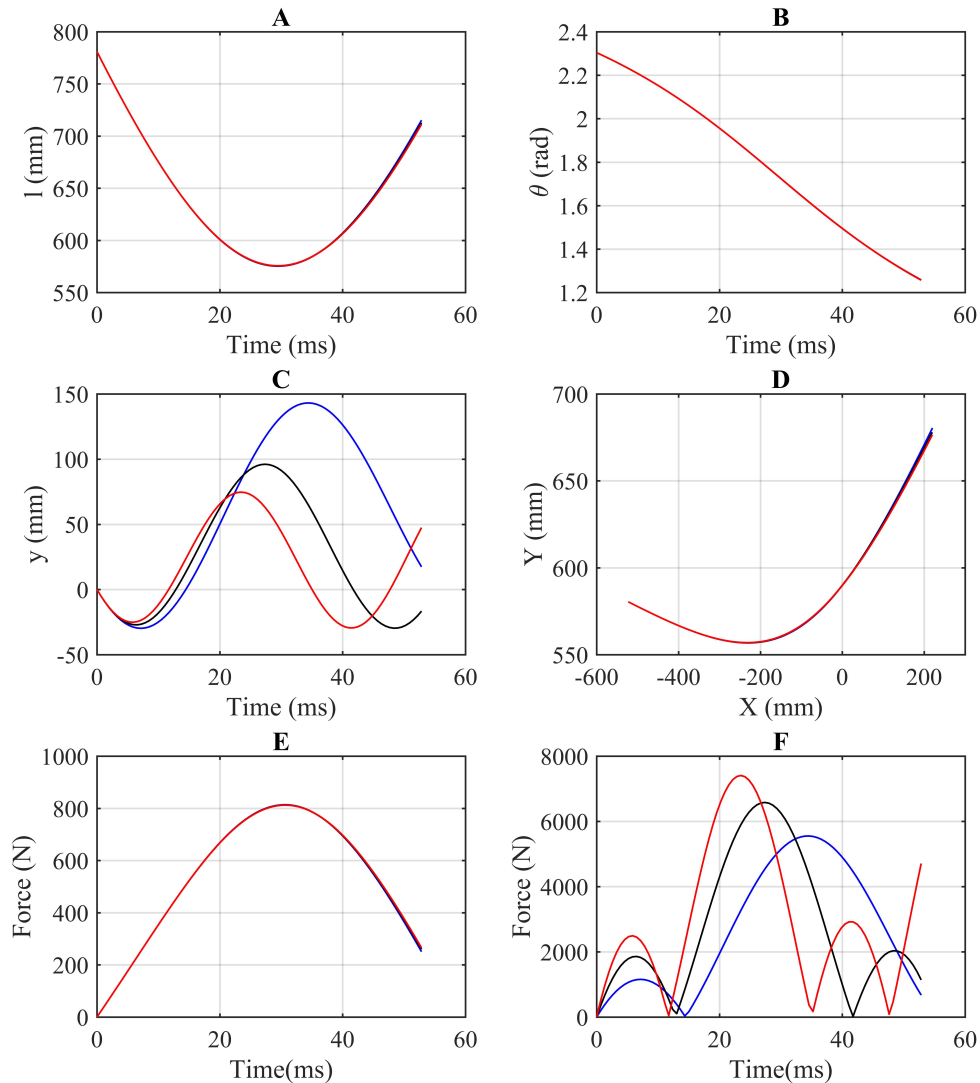 A
800
750
700
650
600
550
l (mm)
0 20 40 60
Time (ms)
B
2.4
2.2
2
1.8
1.6
1.4
1.2
θ (rad)
0 20 40 60
Time (ms)
C
150
100
50
0
-50
y (mm)
0 20 40 60
Time (ms)
D
700
650
600
550
Y (mm)
-600 -400 -200 0 200
X (mm)
E
1000
800
600
400
200
0
Force (N)
0 20 40 60
Time(ms)
F
8000
6000
4000
2000
0
Force (N)
0 20 40 60
Time(ms)